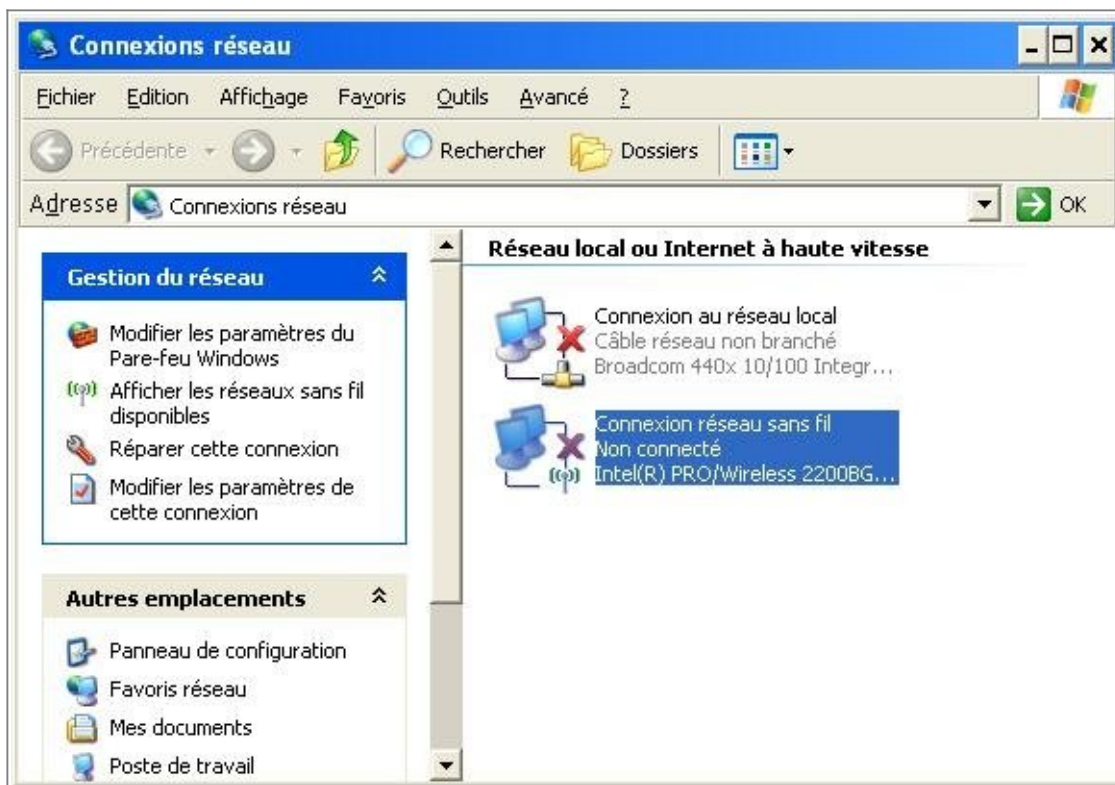 Connexions réseau
Fichier Edition Affichage Favoris Outils Avancé ?
Précédente Rechercher Dossiers
Adresse Connexions réseau OK
Gestion du réseau
Modifier les paramètres du
Pare-feu Windows
Afficher les réseaux sans fil
disponibles
Réparer cette connexion
Modifier les paramètres de
cette connexion
Autres emplacements
Panneau de configuration
Favoris réseau
Mes documents
Poste de travail
Réseau local ou Internet à haute vitesse
Connexion au réseau local
Câble réseau non branché
Broadcom 440x 10/100 Integr...
Connexion réseau sans fil
Non connecté
Intel(R) PRO/Wireless 2200BG...